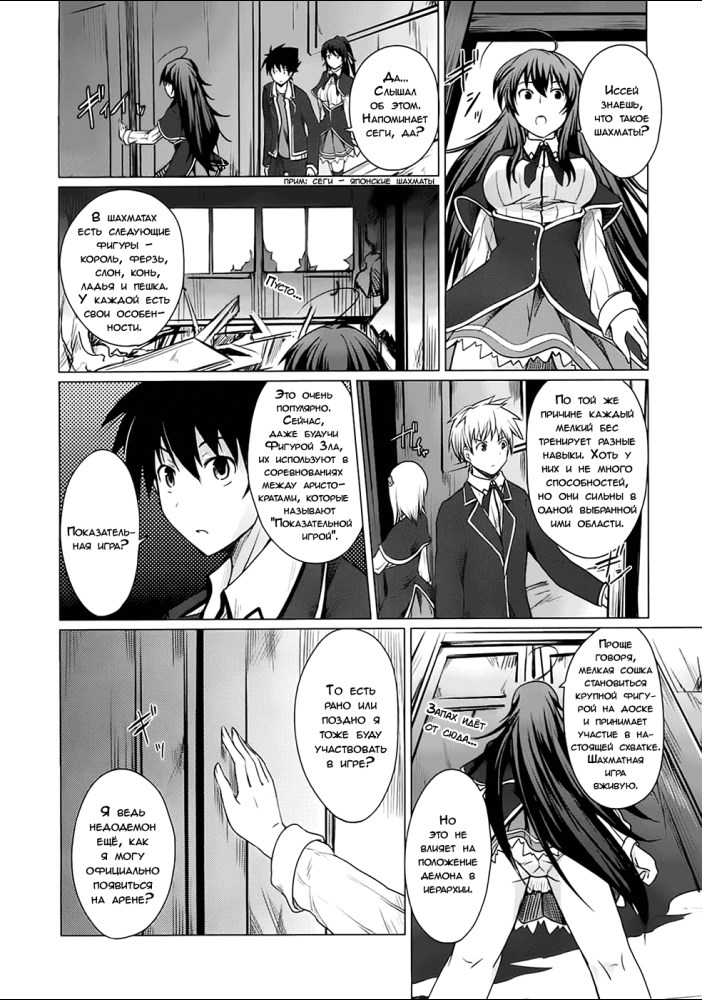 Иссей
знаешь,
что такое
шахматы?
Да...
Слышал
об этом.
Напоминает
сеги, да?
прим: сеги - японские шахматы
В шахматах
есть следующие
фигуры -
король, ферзь,
слон, конь,
ладья и пешка.
У каждой есть
свои особен-
ности.
Пусто...
По той же
причине каждый
мелкий бес
тренирует разные
навыки. Хоть у
них и не много
способностей,
но они сильны в
одной выбранной
ими области.
Это очень
популярно.
Сейчас,
даже будучи
Фигурой Зла,
их используют в
соревнованиях
между аристо-
кратами, которые
называют
"Показательной
игрой".
Показатель-
ная игра?
Проще
говоря,
мелкая сошка
становиться
крупной фигу-
рой на доске
и принимает
участие в на-
стоящей схватке.
Шахматная
игра
вживую.
Запах идёт
от сюда...
Но
это не
влияет на
положение
демона в
иерархии.
То есть
рано или
поздно я
тоже буду
участвовать
в игре?
Я ведь
недодемон
ещё, как
я могу
официально
появиться
на арене?